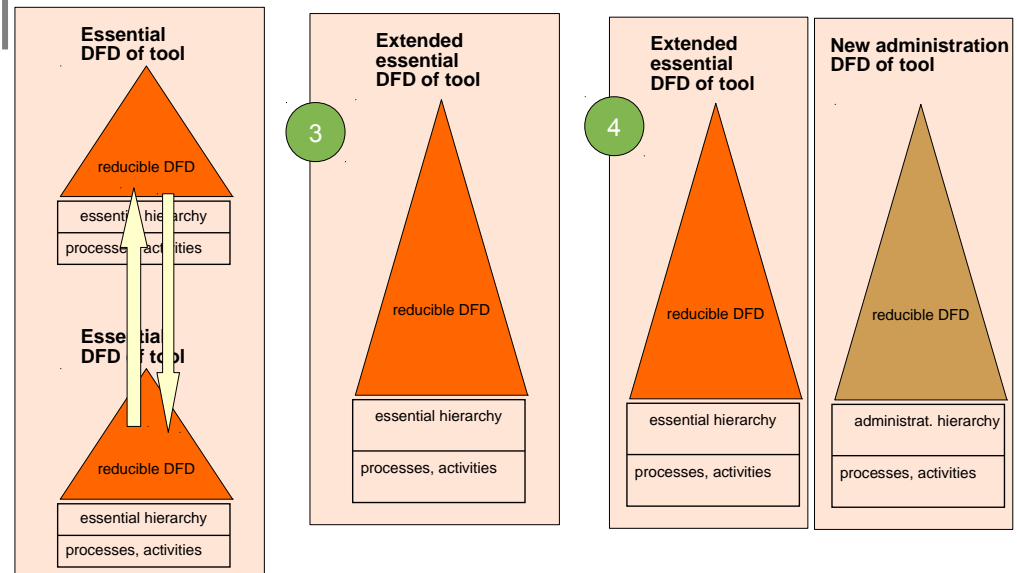 Essential
DFD of tool
reducible DFD
essential hierarchy
processes, activities
Essential
DFD of tool
reducible DFD
essential hierarchy
processes, activities
3
Extended
essential
DFD of tool
reducible DFD
essential hierarchy
processes, activities
4
Extended
essential
DFD of tool
reducible DFD
essential hierarchy
processes, activities
New administration
DFD of tool
reducible DFD
administrat. hierarchy
processes, activities